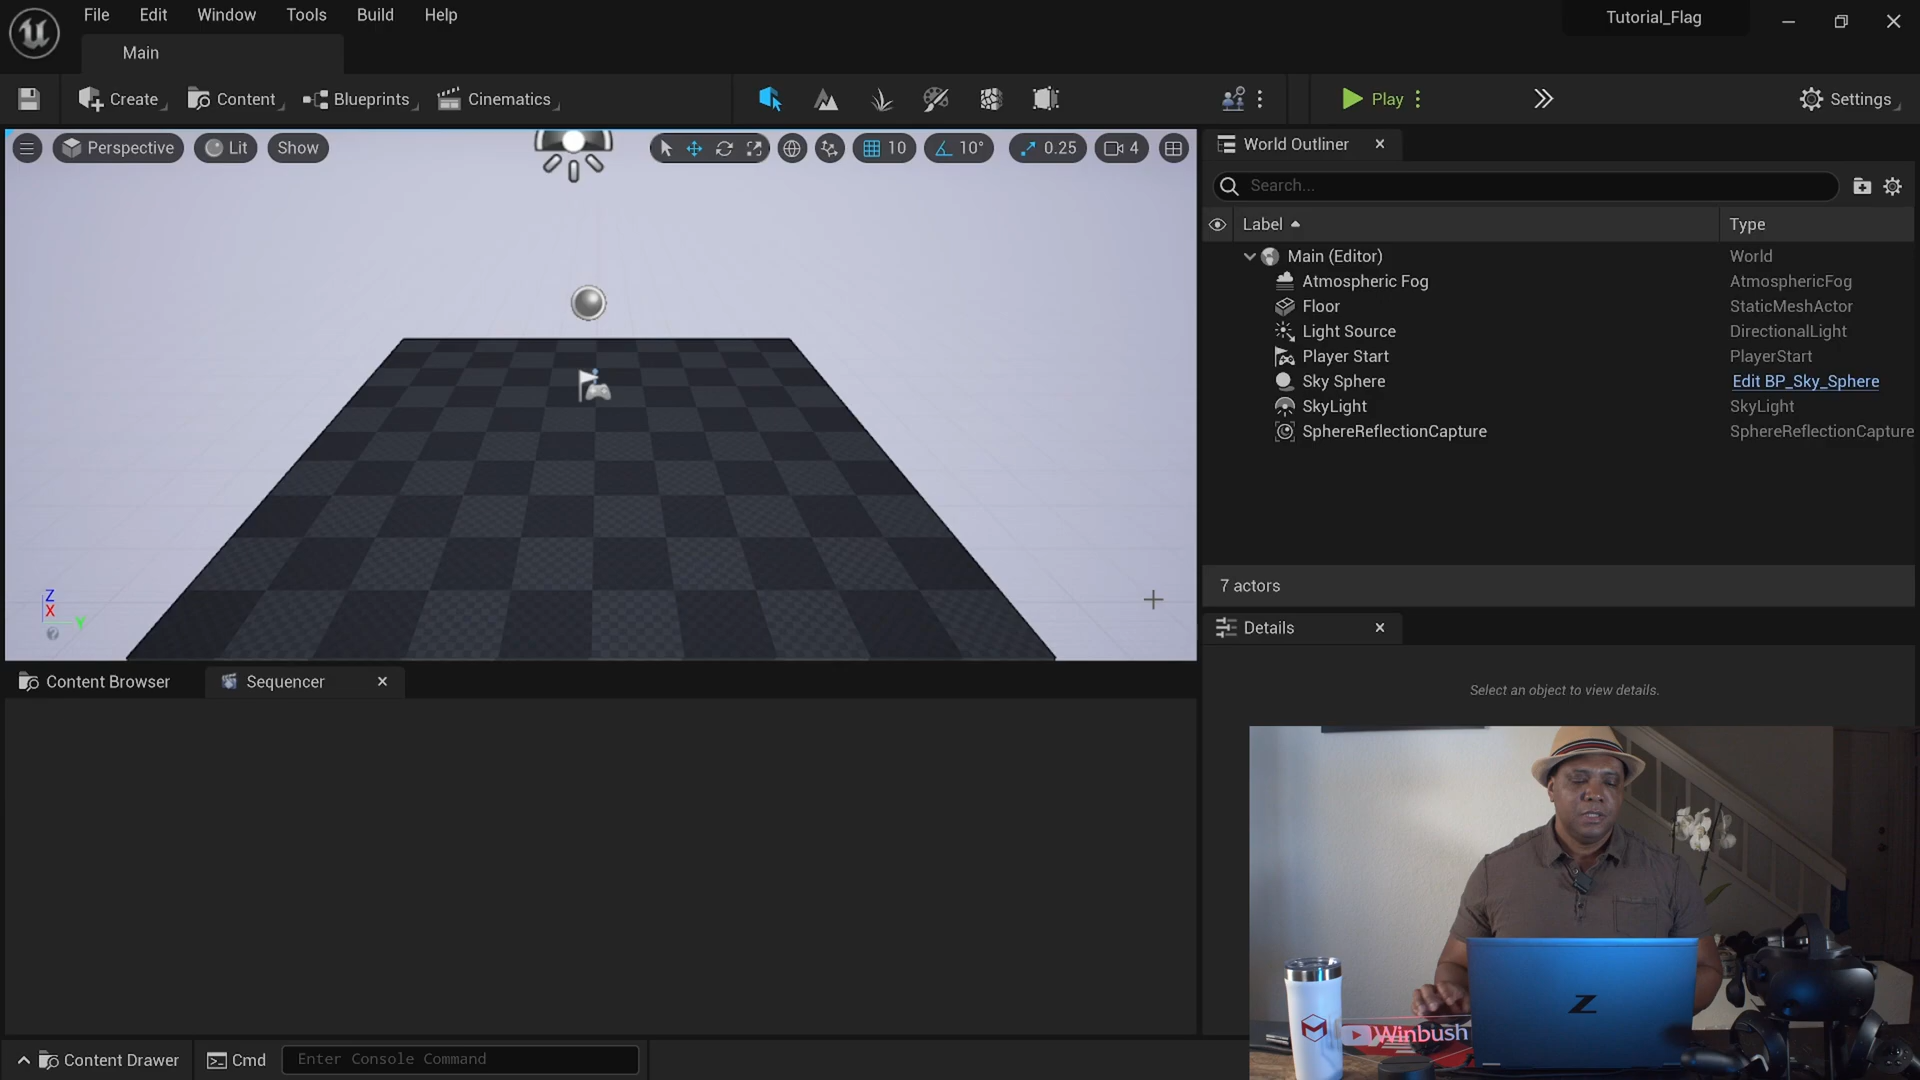 File Edit Window Tools Build Help
Tutorial_Flag
Main
Create Content Blueprints Cinematics Play Settings
Perspective Lit Show 10 10° 0.25 4
World Outliner
Search...
Label Type
Main (Editor) World
Atmospheric Fog AtmosphericFog
Floor StaticMeshActor
Light Source DirectionalLight
Player Start PlayerStart
Sky Sphere Edit BP_Sky_Sphere
SkyLight SkyLight
SphereReflectionCapture SphereReflectionCapture
7 actors
Details
Select an object to view details.
Z
X
Y
Content Browser Sequencer
Winbush
Content Drawer Cmd Enter Console Command